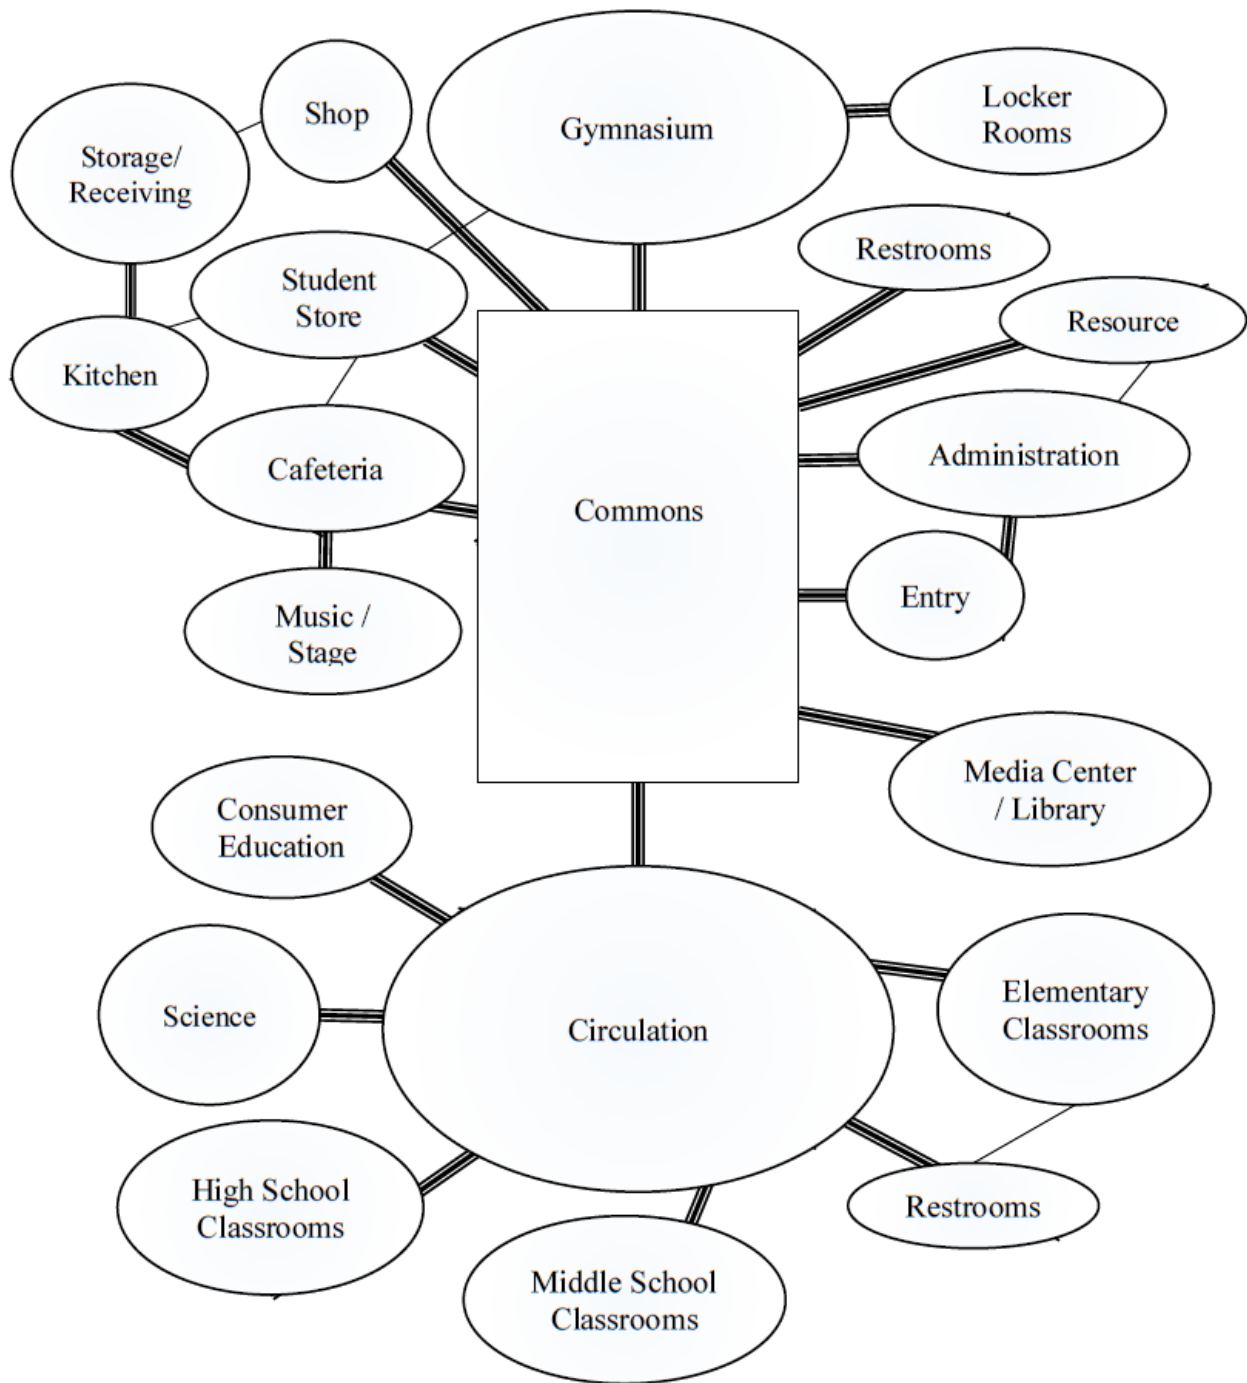 Shop
Gymnasium
Locker
Rooms
Storage/
Receiving
Restrooms
Student
Store
Resource
Kitchen
Cafeteria
Administration
Commons
Entry
Music /
Stage
Media Center
/ Library
Consumer
Education
Science
Circulation
Elementary
Classrooms
High School
Classrooms
Restrooms
Middle School
Classrooms